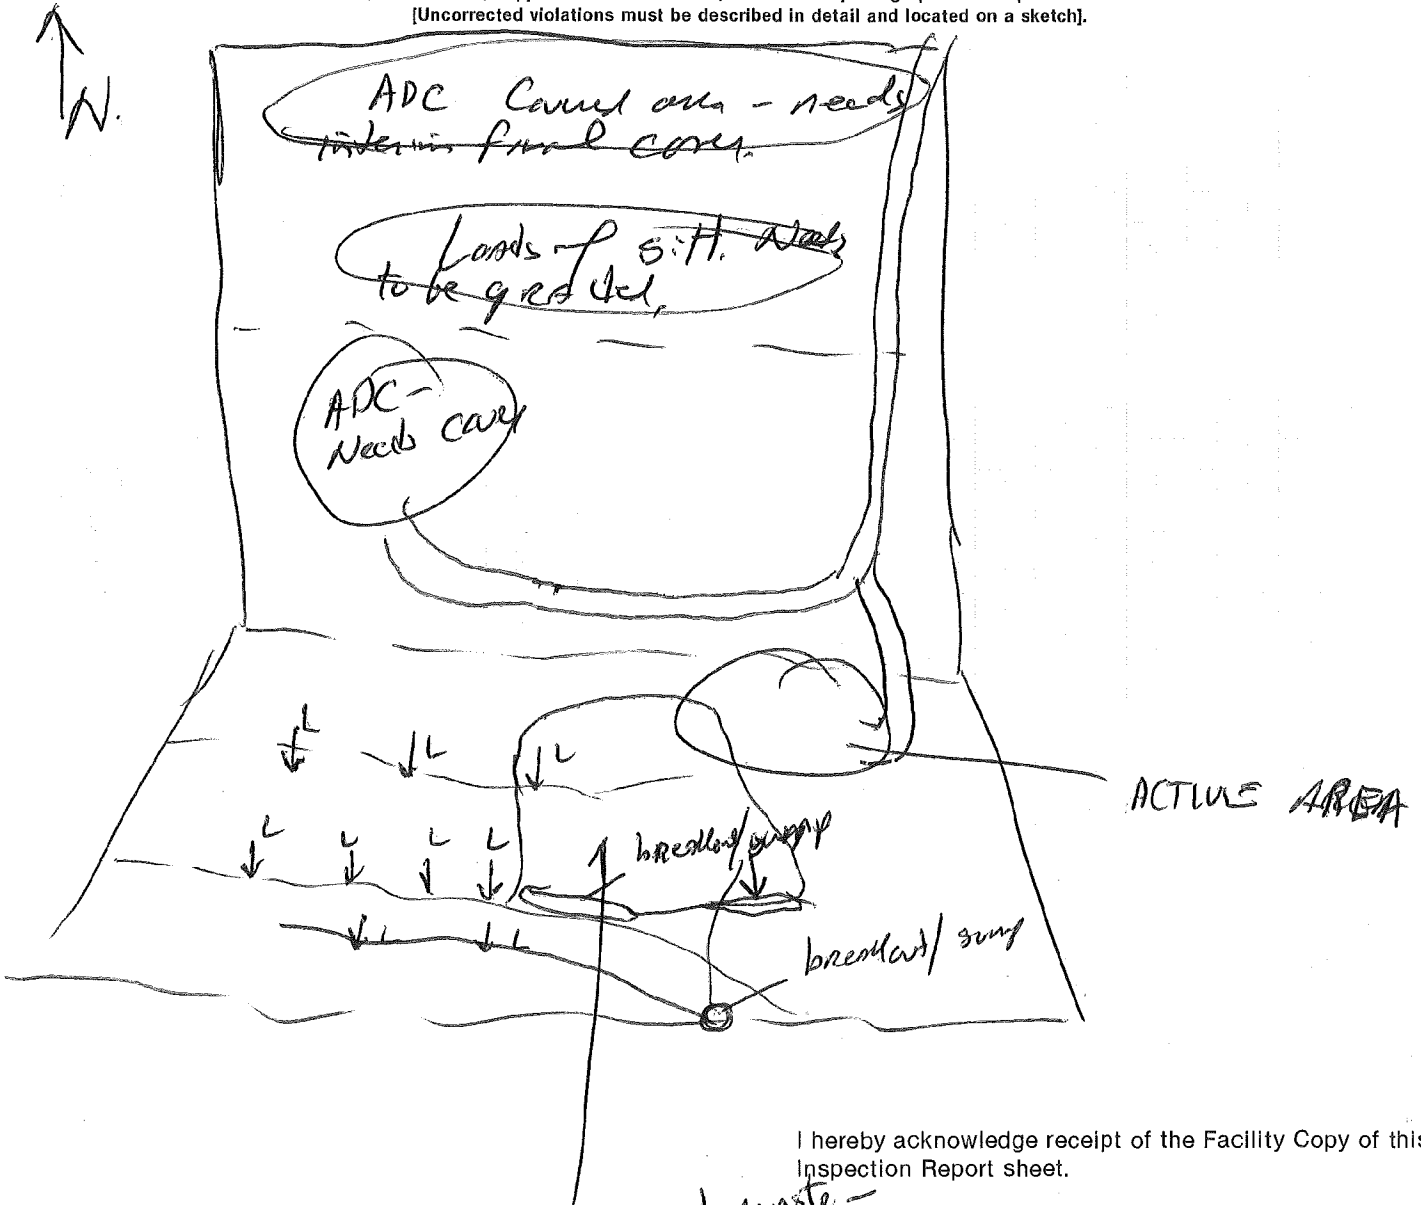 [Uncorrected violations must be described in detail and located on a sketch].
N.
ADC Covered area - needs
interim final cover.
Loads of silt. Needs
to be graded.
ADC-
Needs cover
L
L
L
L
L
L
L
breakout/sump
L
L
ACTIVE AREA
breakout/sump
I hereby acknowledge receipt of the Facility Copy of this
Inspection Report sheet.